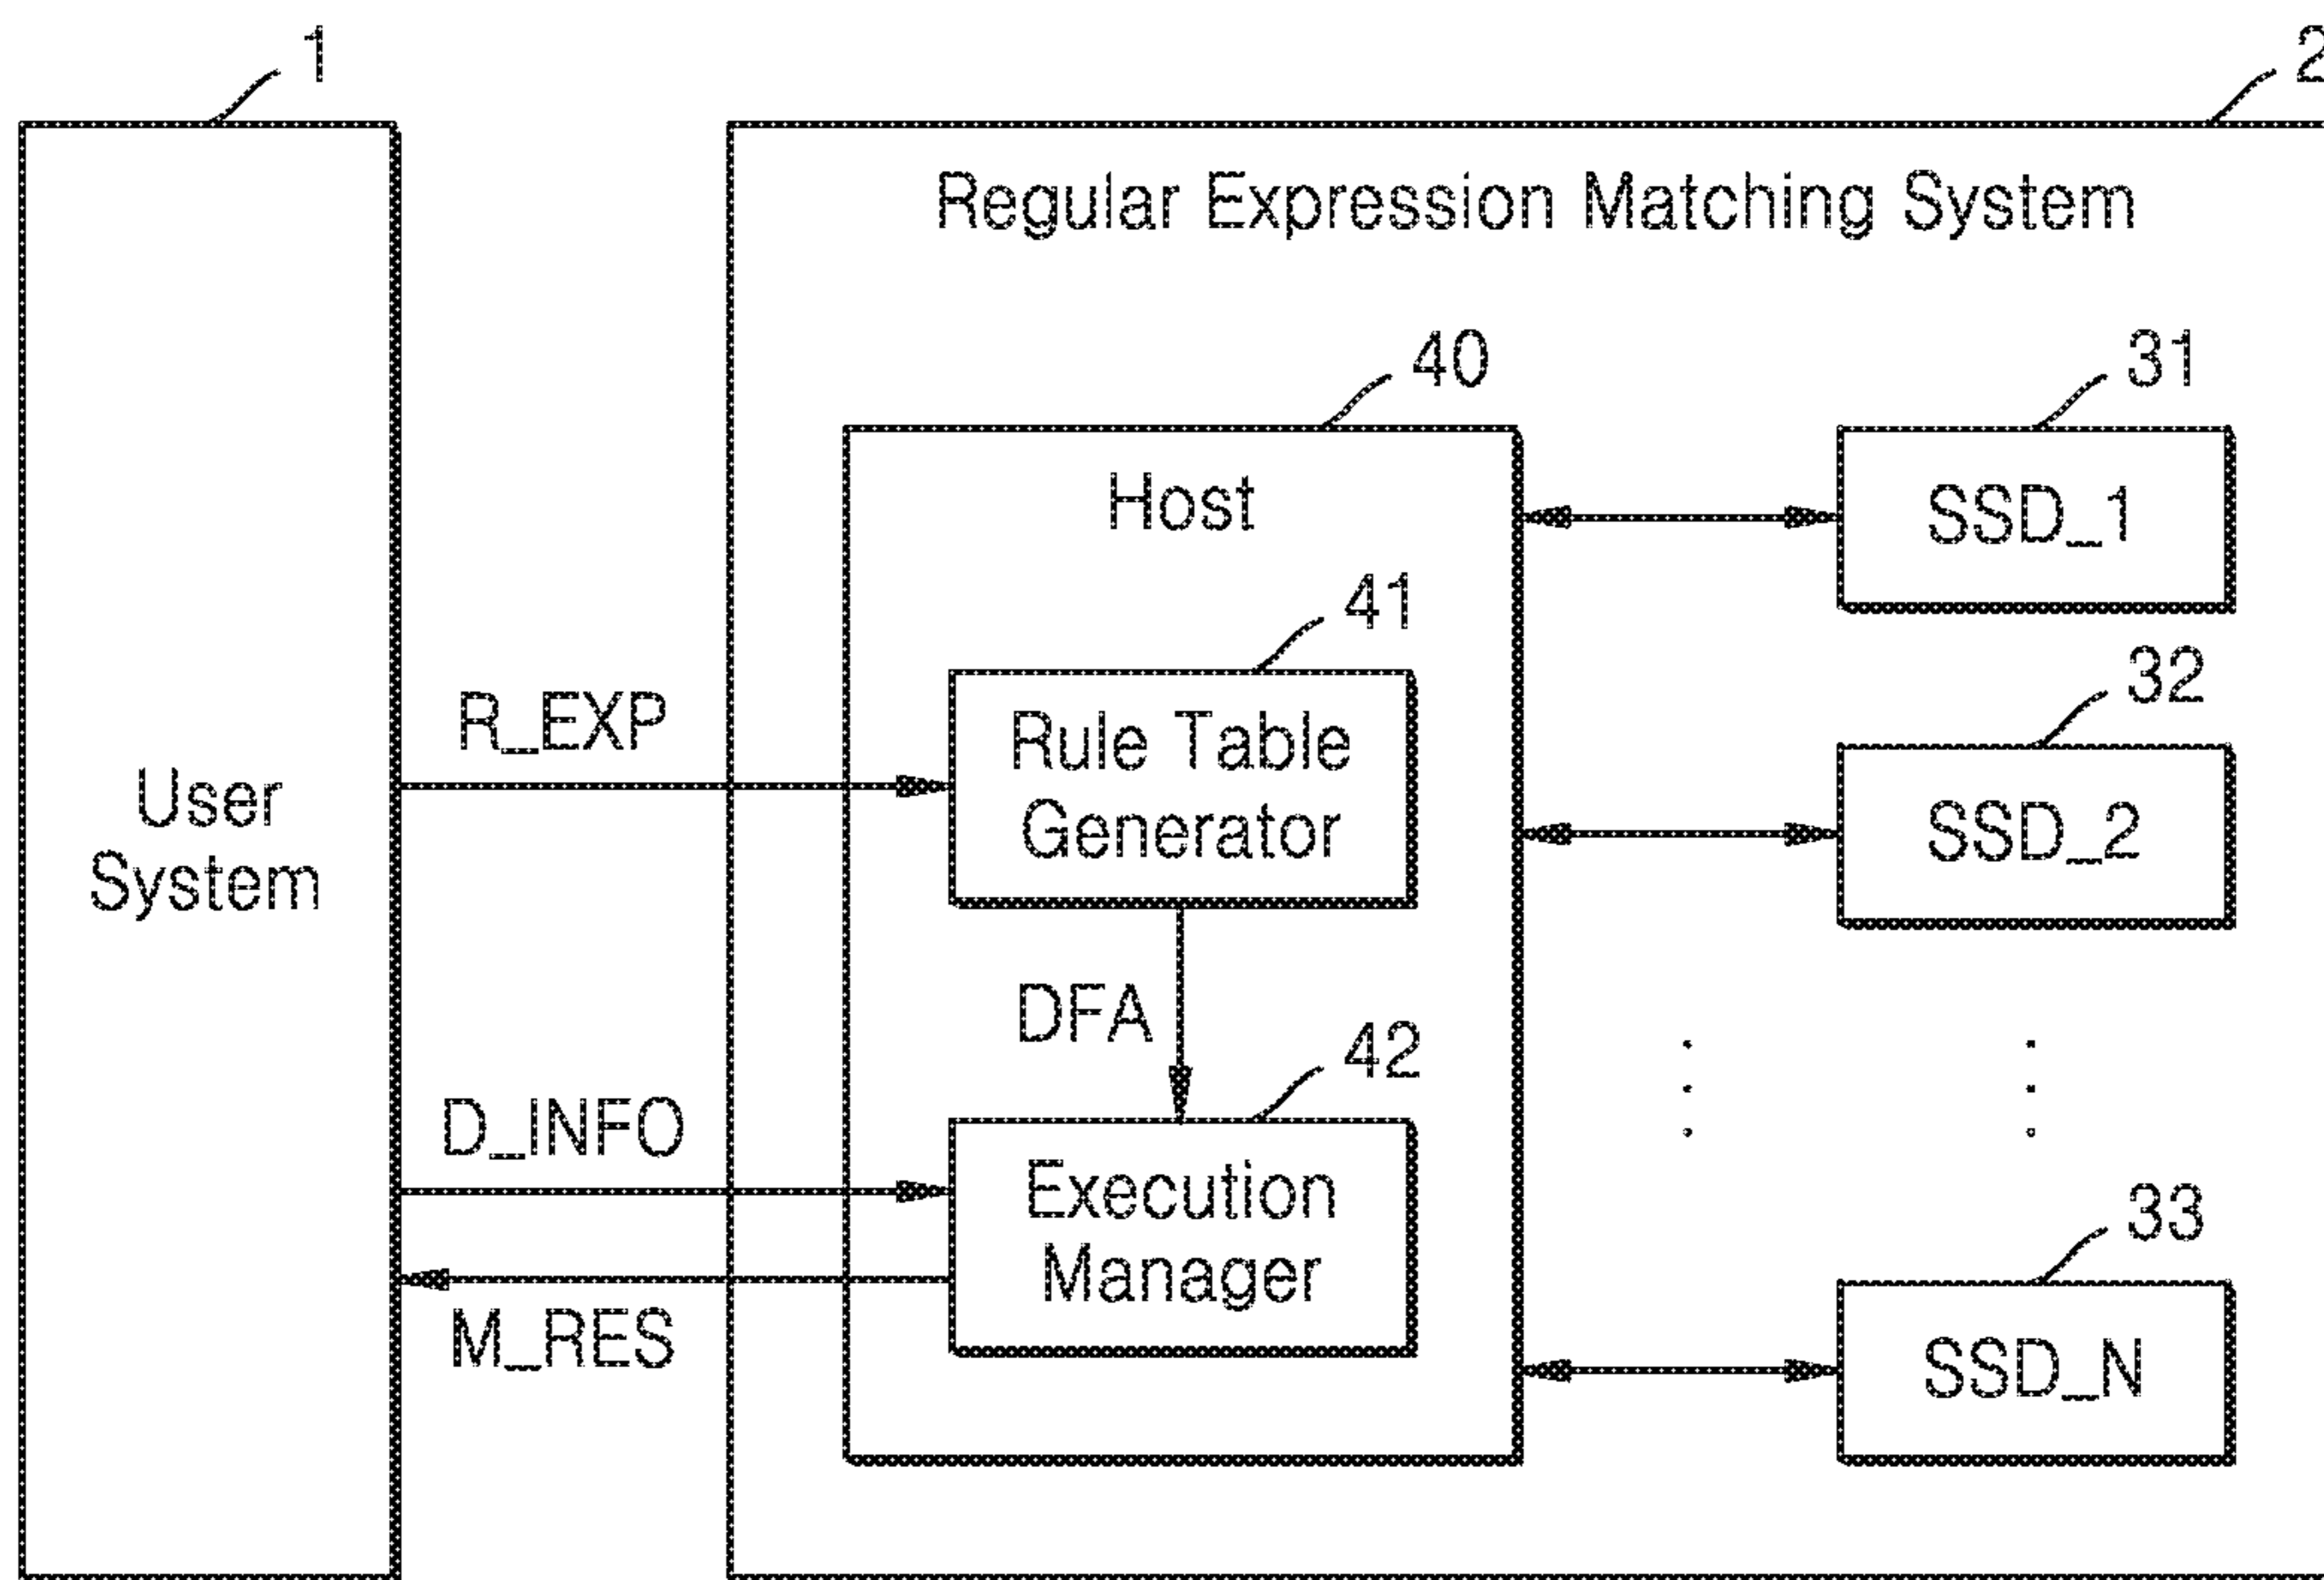 1
2
Regular Expression Matching System
40
31
Host
SSD_1
41
32
R_EXP
Rule Table
Generator
User
System
SSD_2
DFA
42
D_INFO
Execution
Manager
33
M_RES
SSD_N